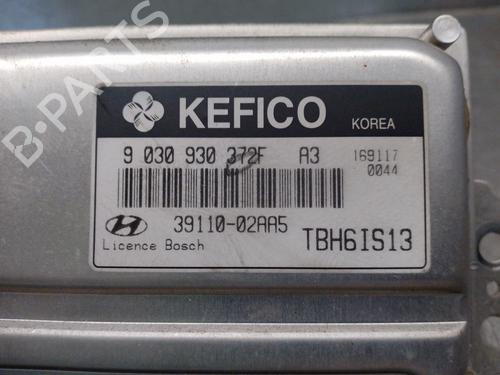 KEFICO KOREA
9 030 930 372F A3 169117
0044
39110-02AA5
Licence Bosch TBH6IS13
B-PARTS